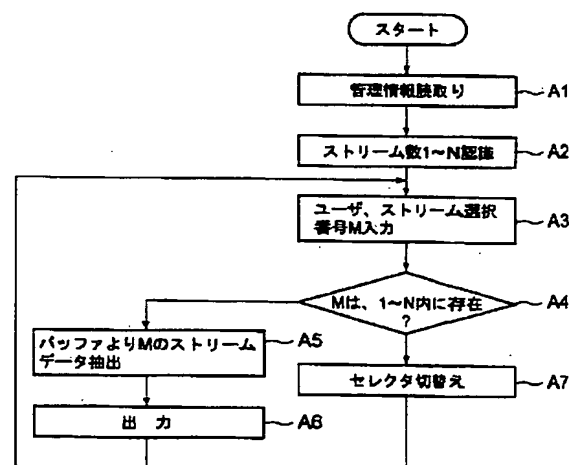 スタート
管理情報読取り
A1
ストリーム数1～N認識
A2
ユーザ、ストリーム選択
番号M入力
A3
Mは、1～N内に存在
?
A4
バッファよりMのストリーム
データ抽出
A5
セレクタ切替え
A7
出 力
A6